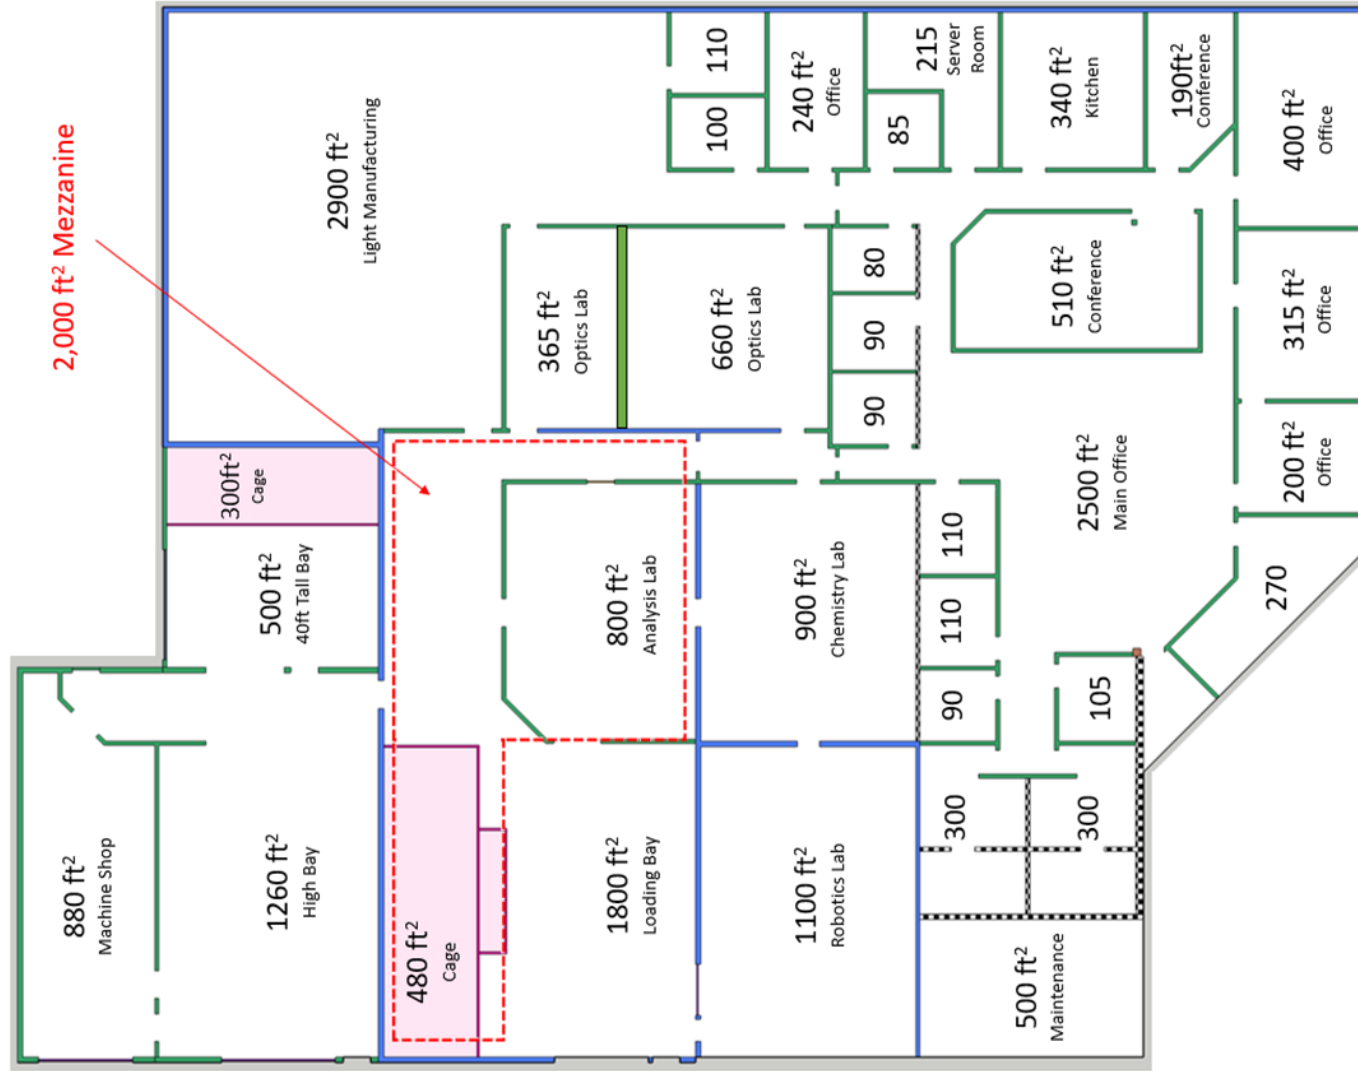 2,000 ft² Mezzanine
2900 ft²
Light Manufacturing
110
100
240 ft²
Office
215
Server
Room
85
340 ft²
Kitchen
190ft²
Conference
400 ft²
Office
365 ft²
Optics Lab
660 ft²
Optics Lab
80
90
90
510 ft²
Conference
315 ft²
Office
200 ft²
Office
300ft²
Cage
500 ft²
40ft Tall Bay
800 ft²
Analysis Lab
900 ft²
Chemistry Lab
110
110
90
2500 ft²
Main Office
270
105
880 ft²
Machine Shop
1260 ft²
High Bay
480 ft²
Cage
1800 ft²
Loading Bay
1100 ft²
Robotics Lab
300
300
500 ft²
Maintenance